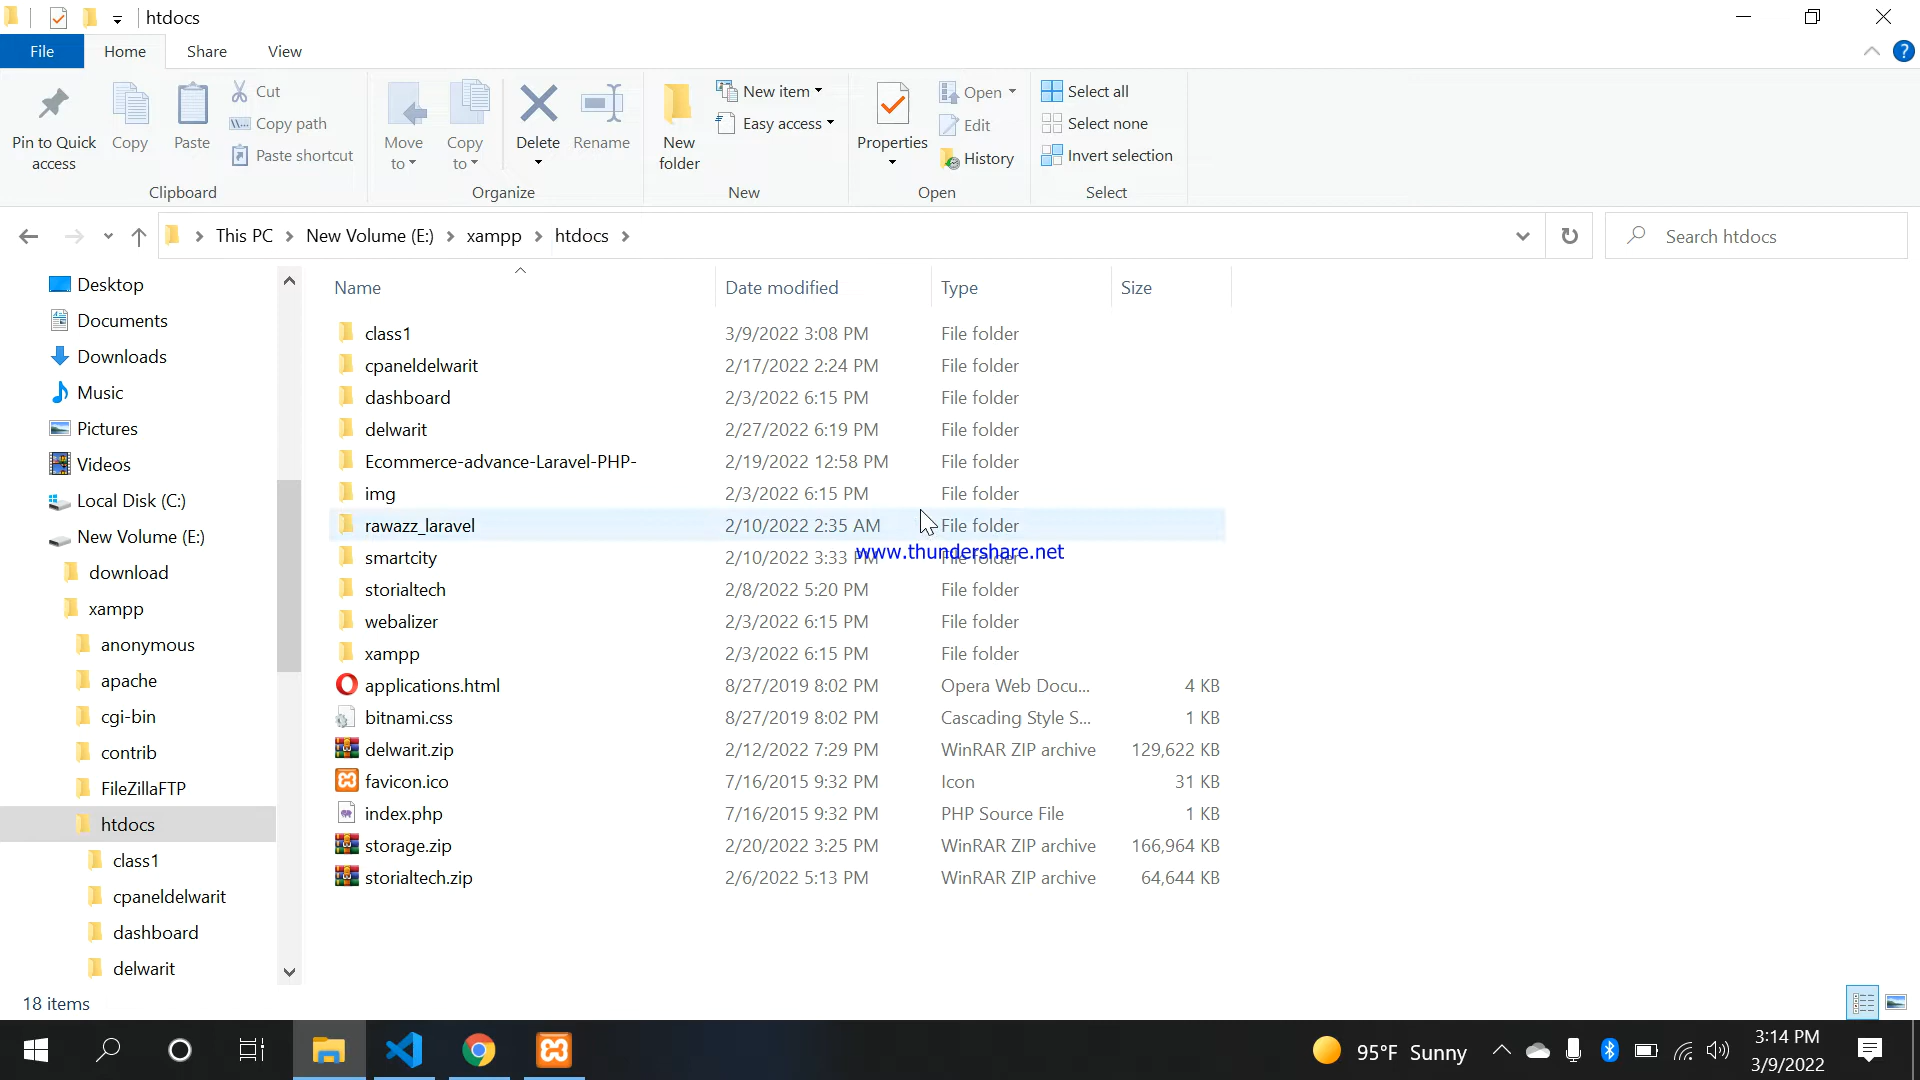 htdocs
File
Home
Share
View
Pin to Quick access
Copy
Paste
Cut
Copy path
Paste shortcut
Clipboard
Move to
Copy to
Delete
Rename
Organize
New folder
New item
Easy access
New
Properties
Open
Edit
History
Open
Select all
Select none
Invert selection
Select
This PC
New Volume (E:)
xampp
htdocs
Search htdocs
Desktop
Documents
Downloads
Music
Pictures
Videos
Local Disk (C:)
New Volume (E:)
download
xampp
anonymous
apache
cgi-bin
contrib
FileZillaFTP
htdocs
class1
cpaneldelwarit
dashboard
delwarit
Name Date modified Type Size
class1 3/9/2022 3:08 PM File folder
cpaneldelwarit 2/17/2022 2:24 PM File folder
dashboard 2/3/2022 6:15 PM File folder
delwarit 2/27/2022 6:19 PM File folder
Ecommerce-advance-Laravel-PHP- 2/19/2022 12:58 PM File folder
img 2/3/2022 6:15 PM File folder
rawazz_laravel 2/10/2022 2:35 AM File folder
smartcity 2/10/2022 3:33 PM File folder
www.thundershare.net
storialtech 2/8/2022 5:20 PM File folder
webalizer 2/3/2022 6:15 PM File folder
xampp 2/3/2022 6:15 PM File folder
applications.html 8/27/2019 8:02 PM Opera Web Docu... 4 KB
bitnami.css 8/27/2019 8:02 PM Cascading Style S... 1 KB
delwarit.zip 2/12/2022 7:29 PM WinRAR ZIP archive 129,622 KB
favicon.ico 7/16/2015 9:32 PM Icon 31 KB
index.php 7/16/2015 9:32 PM PHP Source File 1 KB
storage.zip 2/20/2022 3:25 PM WinRAR ZIP archive 166,964 KB
storialtech.zip 2/6/2022 5:13 PM WinRAR ZIP archive 64,644 KB
18 items
95°F Sunny
3:14 PM
3/9/2022